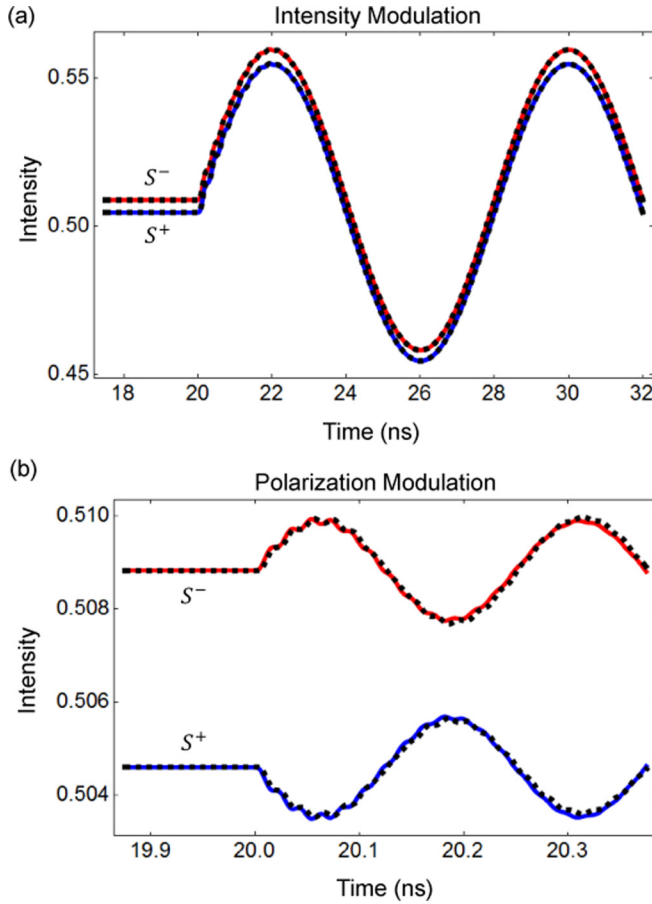 (a)
Intensity Modulation
0.55
0.50
0.45
Intensity
S⁻
S⁺
18 20 22 24 26 28 30 32
Time (ns)
(b)
Polarization Modulation
0.510
0.508
0.506
0.504
Intensity
S⁻
S⁺
19.9 20.0 20.1 20.2 20.3
Time (ns)